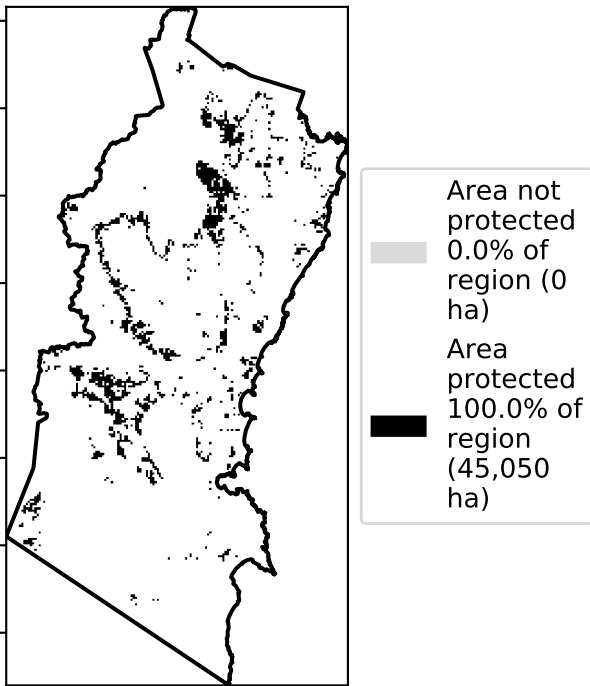 Area not
protected
0.0% of
region (0
ha)
Area
protected
100.0% of
region
(45,050
ha)